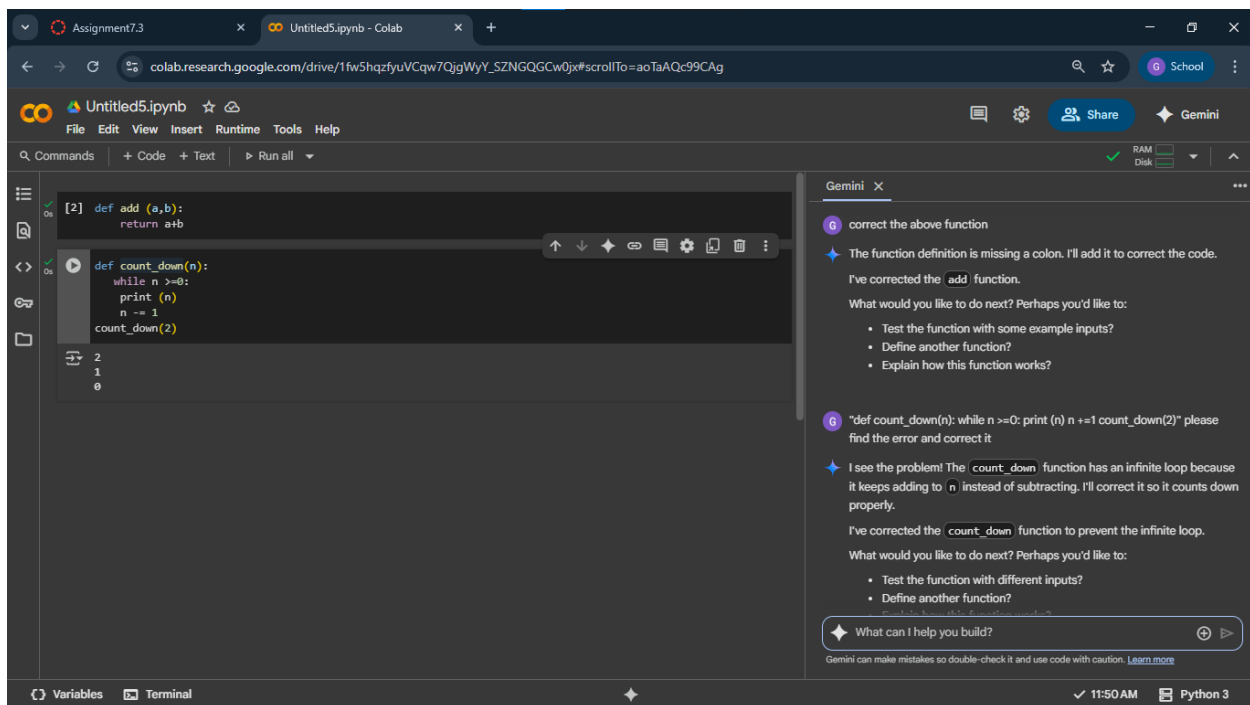 Assignment7.3
Untitled5.ipynb - Colab
colab.research.google.com/drive/1fw5hqzfyuVCqw7QjgWyY_SZNGQGCw0jx#scrollTo=aoTaAQc99CAg
G School
Untitled5.ipynb
File Edit View Insert Runtime Tools Help
Share
Gemini
Commands + Code + Text Run all
RAM
Disk
Gemini
0s
[2] def add (a,b):
return a+b
0s
def count_down(n):
while n >=0:
print (n)
n -= 1
count_down(2)
2
1
0
G correct the above function
The function definition is missing a colon. I'll add it to correct the code.
I've corrected the add function.
What would you like to do next? Perhaps you'd like to:
• Test the function with some example inputs?
• Define another function?
• Explain how this function works?
G "def count_down(n): while n >=0: print (n) n +=1 count_down(2)" please
find the error and correct it
I see the problem! The count_down function has an infinite loop because
it keeps adding to n instead of subtracting. I'll correct it so it counts down
properly.
I've corrected the count_down function to prevent the infinite loop.
What would you like to do next? Perhaps you'd like to:
• Test the function with different inputs?
• Define another function?
• Explain how this function works?
What can I help you build?
Gemini can make mistakes so double-check it and use code with caution. Learn more
Variables Terminal
11:50 AM Python 3